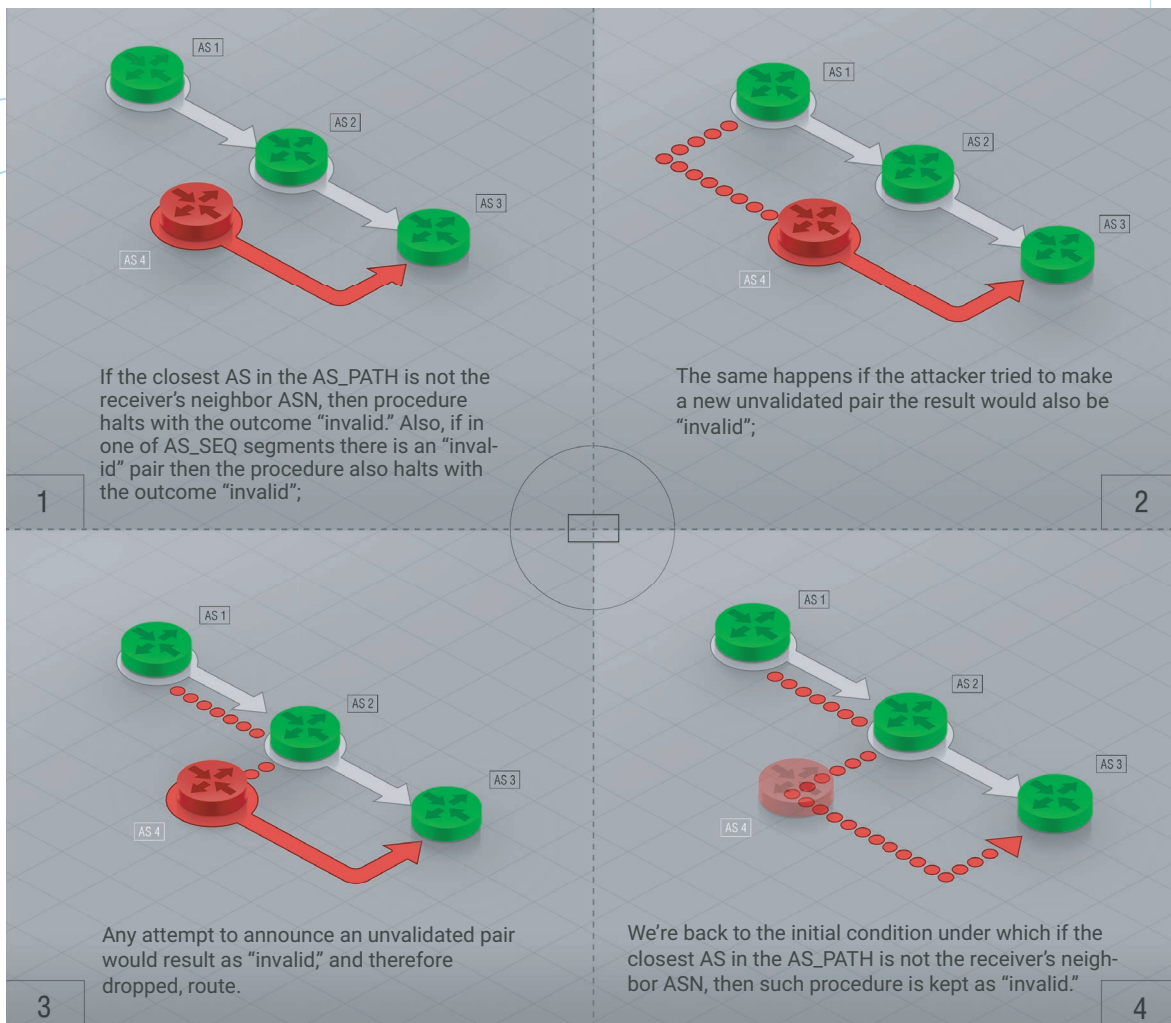 AS 1
AS 2
AS 3
AS 4
If the closest AS in the AS_PATH is not the
receiver's neighbor ASN, then procedure
halts with the outcome “invalid.” Also, if in
one of AS_SEQ segments there is an “inval-
id” pair then the procedure also halts with
the outcome “invalid”;
1
AS 1
AS 2
AS 3
AS 4
The same happens if the attacker tried to make
a new unvalidated pair the result would also be
“invalid”;
2
AS 1
AS 2
AS 3
AS 4
Any attempt to announce an unvalidated pair
would result as “invalid,” and therefore
dropped, route.
3
AS 1
AS 2
AS 3
AS 4
We’re back to the initial condition under which if the
closest AS in the AS_PATH is not the receiver’s neigh-
bor ASN, then such procedure is kept as “invalid.”
4